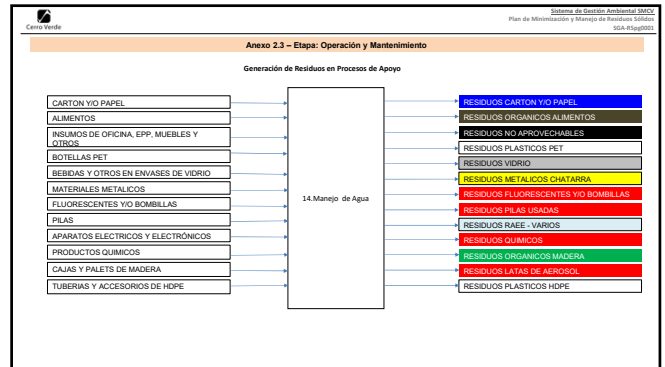 Cerro Verde
Sistema de Gestión Ambiental SMCV
Plan de Minimización y Manejo de Residuos Sólidos
SGA-RSpg0001
Anexo 2.3 – Etapa: Operación y Mantenimiento
Generación de Residuos en Procesos de Apoyo
CARTON Y/O PAPEL
ALIMENTOS
INSUMOS DE OFICINA, EPP, MUEBLES Y
OTROS
BOTELLAS PET
BEBIDAS Y OTROS EN ENVASES DE VIDRIO
MATERIALES METALICOS
FLUORESCENTES Y/O BOMBILLAS
PILAS
APARATOS ELECTRICOS Y ELECTRÓNICOS
PRODUCTOS QUIMICOS
CAJAS Y PALETS DE MADERA
TUBERIAS Y ACCESORIOS DE HDPE
14.Manejo de Agua
RESIDUOS CARTON Y/O PAPEL
RESIDUOS ORGANICOS ALIMENTOS
RESIDUOS NO APROVECHABLES
RESIDUOS PLASTICOS PET
RESIDUOS VIDRIO
RESIDUOS METALICOS CHATARRA
RESIDUOS FLUORESCENTES Y/O BOMBILLAS
RESIDUOS PILAS USADAS
RESIDUOS RAEE - VARIOS
RESIDUOS QUIMICOS
RESIDUOS ORGANICOS MADERA
RESIDUOS LATAS DE AEROSOL
RESIDUOS PLASTICOS HDPE